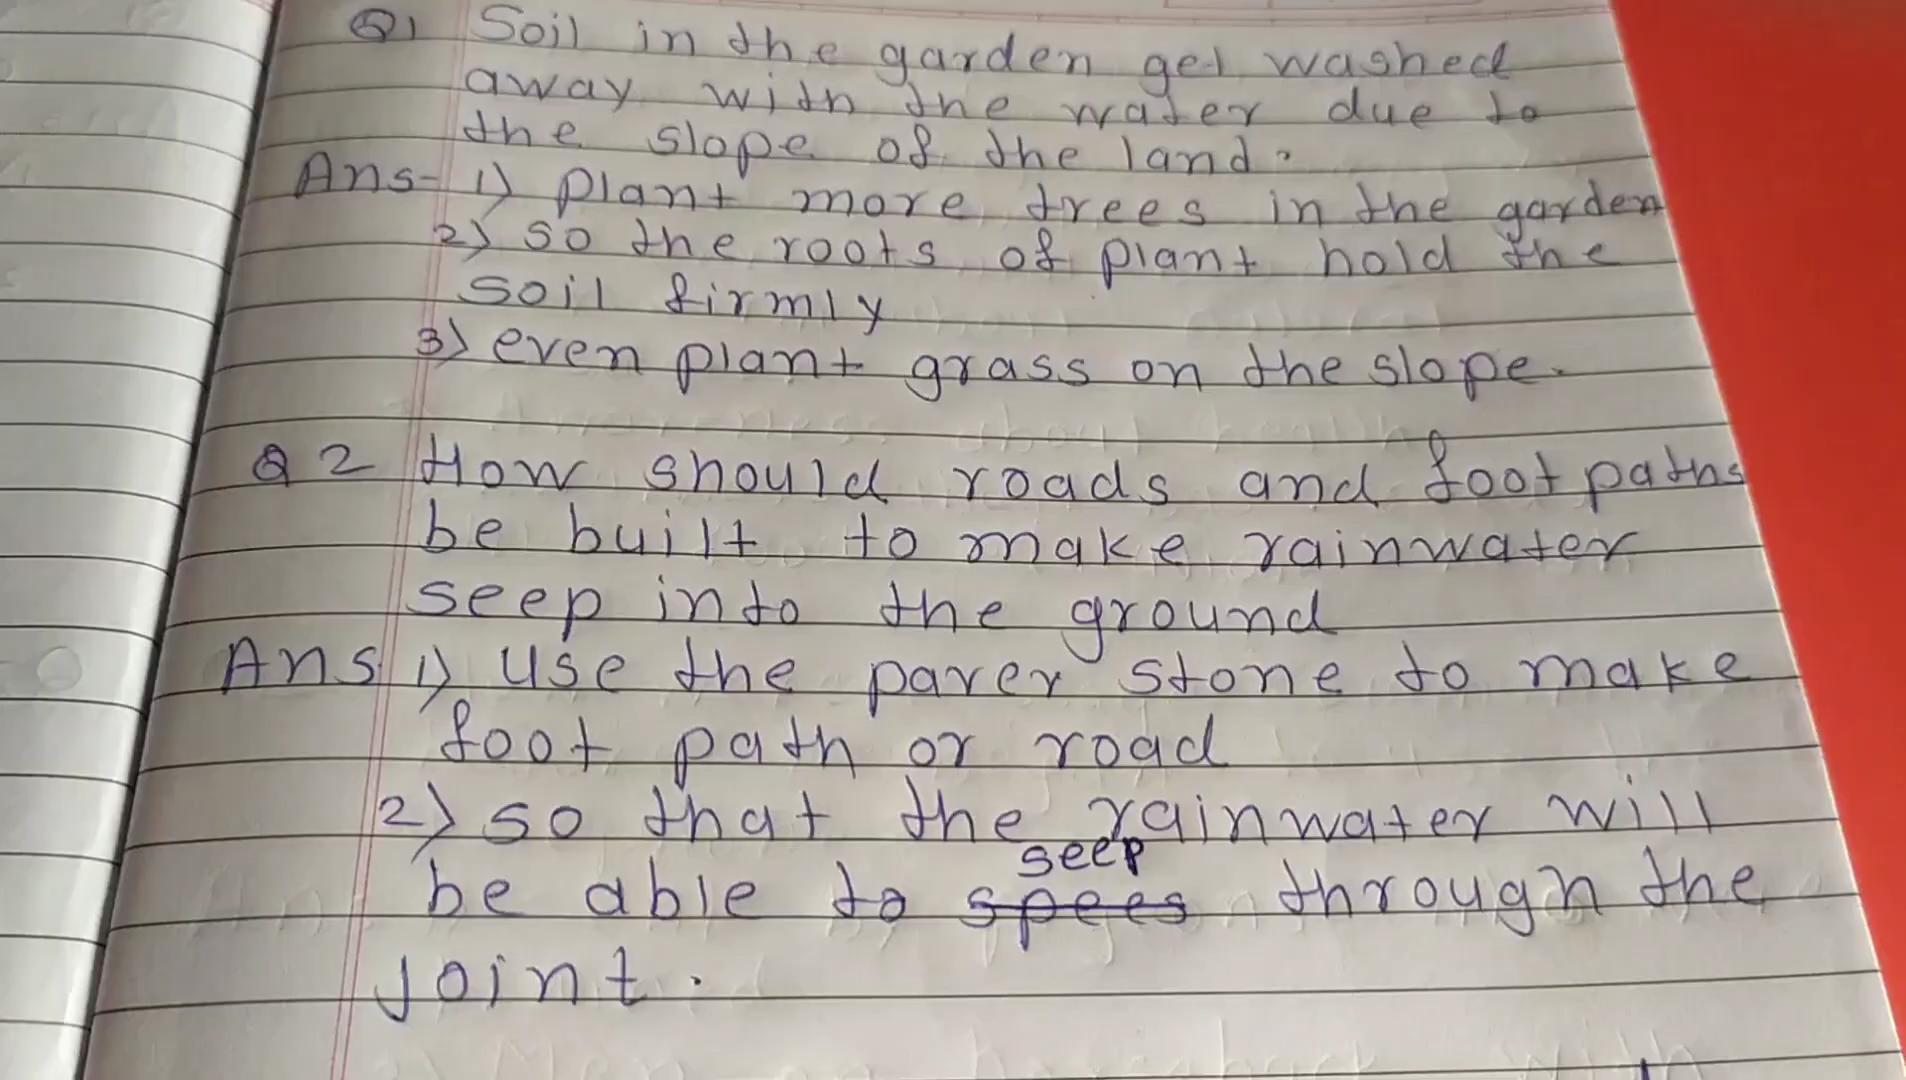 Q1 Soil in the garden get washed
away with the water due to
the slope of the land.
Ans- 1) plant more trees in the garden
2) so the roots of plant hold the
soil firmly
3) even plant grass on the slope.
Q 2 How should roads and foot paths
be built to make rainwater
seep into the ground
Ans 1) Use the paver stone to make
foot path or road
2) so that the rainwater will
seep
be able to spees through the
joint.